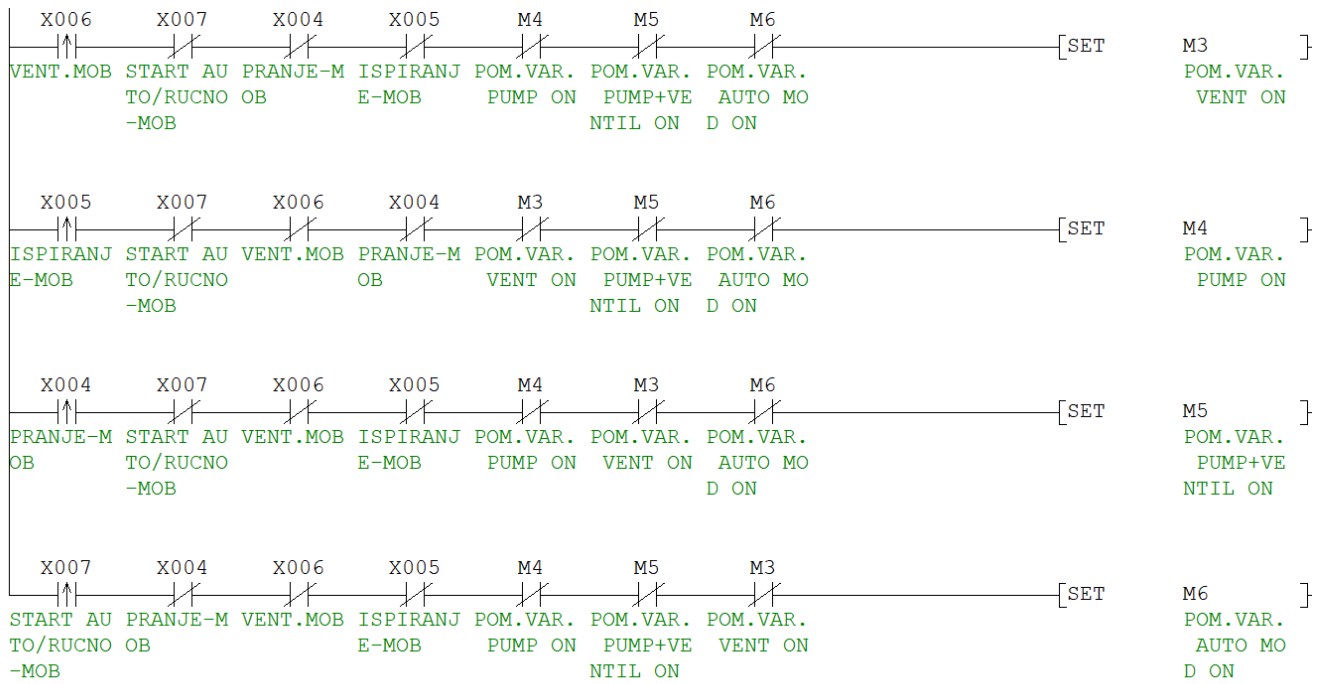 X006 X007 X004 X005 M4 M5 M6
[SET M3 ]
VENT.MOB START AU PRANJE-M ISPIRANJ POM.VAR. POM.VAR. POM.VAR. POM.VAR.
TO/RUCNO OB E-MOB PUMP ON PUMP+VE AUTO MO VENT ON
-MOB NTIL ON D ON
X005 X007 X006 X004 M3 M5 M6
[SET M4 ]
ISPIRANJ START AU VENT.MOB PRANJE-M POM.VAR. POM.VAR. POM.VAR. POM.VAR.
E-MOB TO/RUCNO OB VENT ON PUMP+VE AUTO MO PUMP ON
-MOB NTIL ON D ON
X004 X007 X006 X005 M4 M3 M6
[SET M5 ]
PRANJE-M START AU VENT.MOB ISPIRANJ POM.VAR. POM.VAR. POM.VAR. POM.VAR.
OB TO/RUCNO E-MOB PUMP ON VENT ON AUTO MO PUMP+VE
-MOB D ON NTIL ON
X007 X004 X006 X005 M4 M5 M3
[SET M6 ]
START AU PRANJE-M VENT.MOB ISPIRANJ POM.VAR. POM.VAR. POM.VAR. POM.VAR.
TO/RUCNO OB E-MOB PUMP ON PUMP+VE VENT ON AUTO MO
-MOB NTIL ON D ON